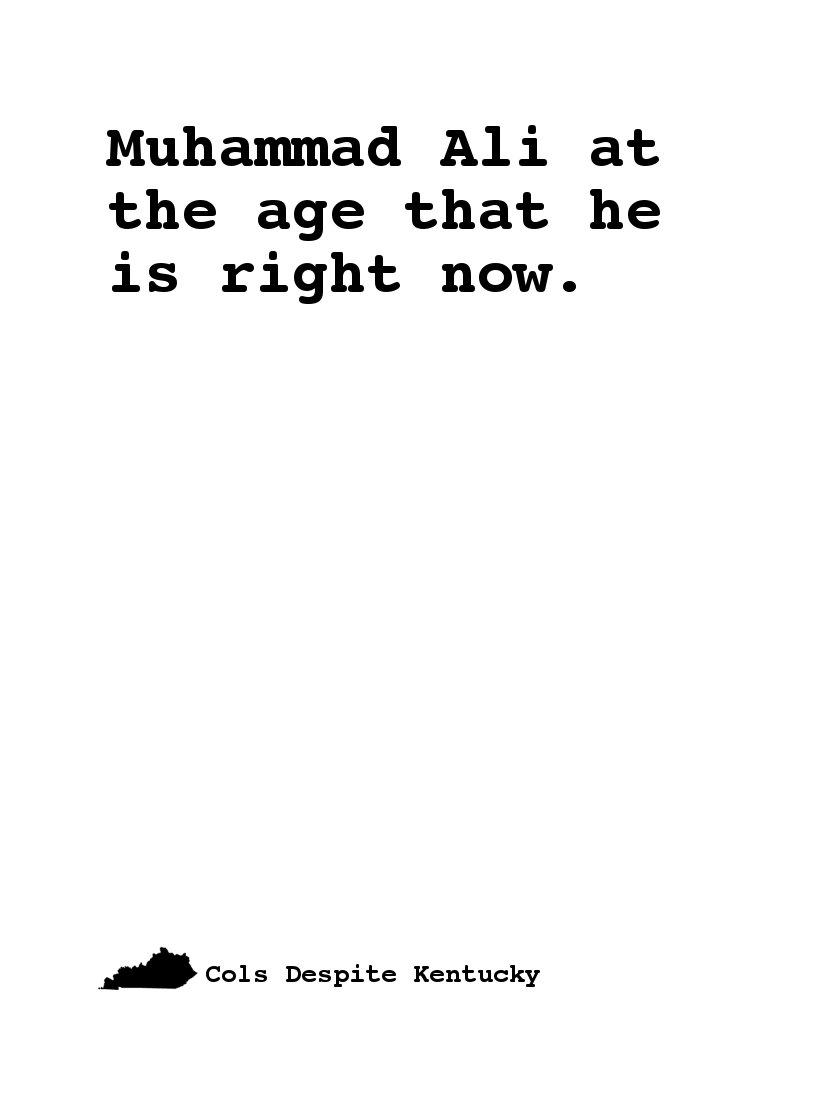 Muhammad Ali at
the age that he
is right now.
Cols Despite Kentucky